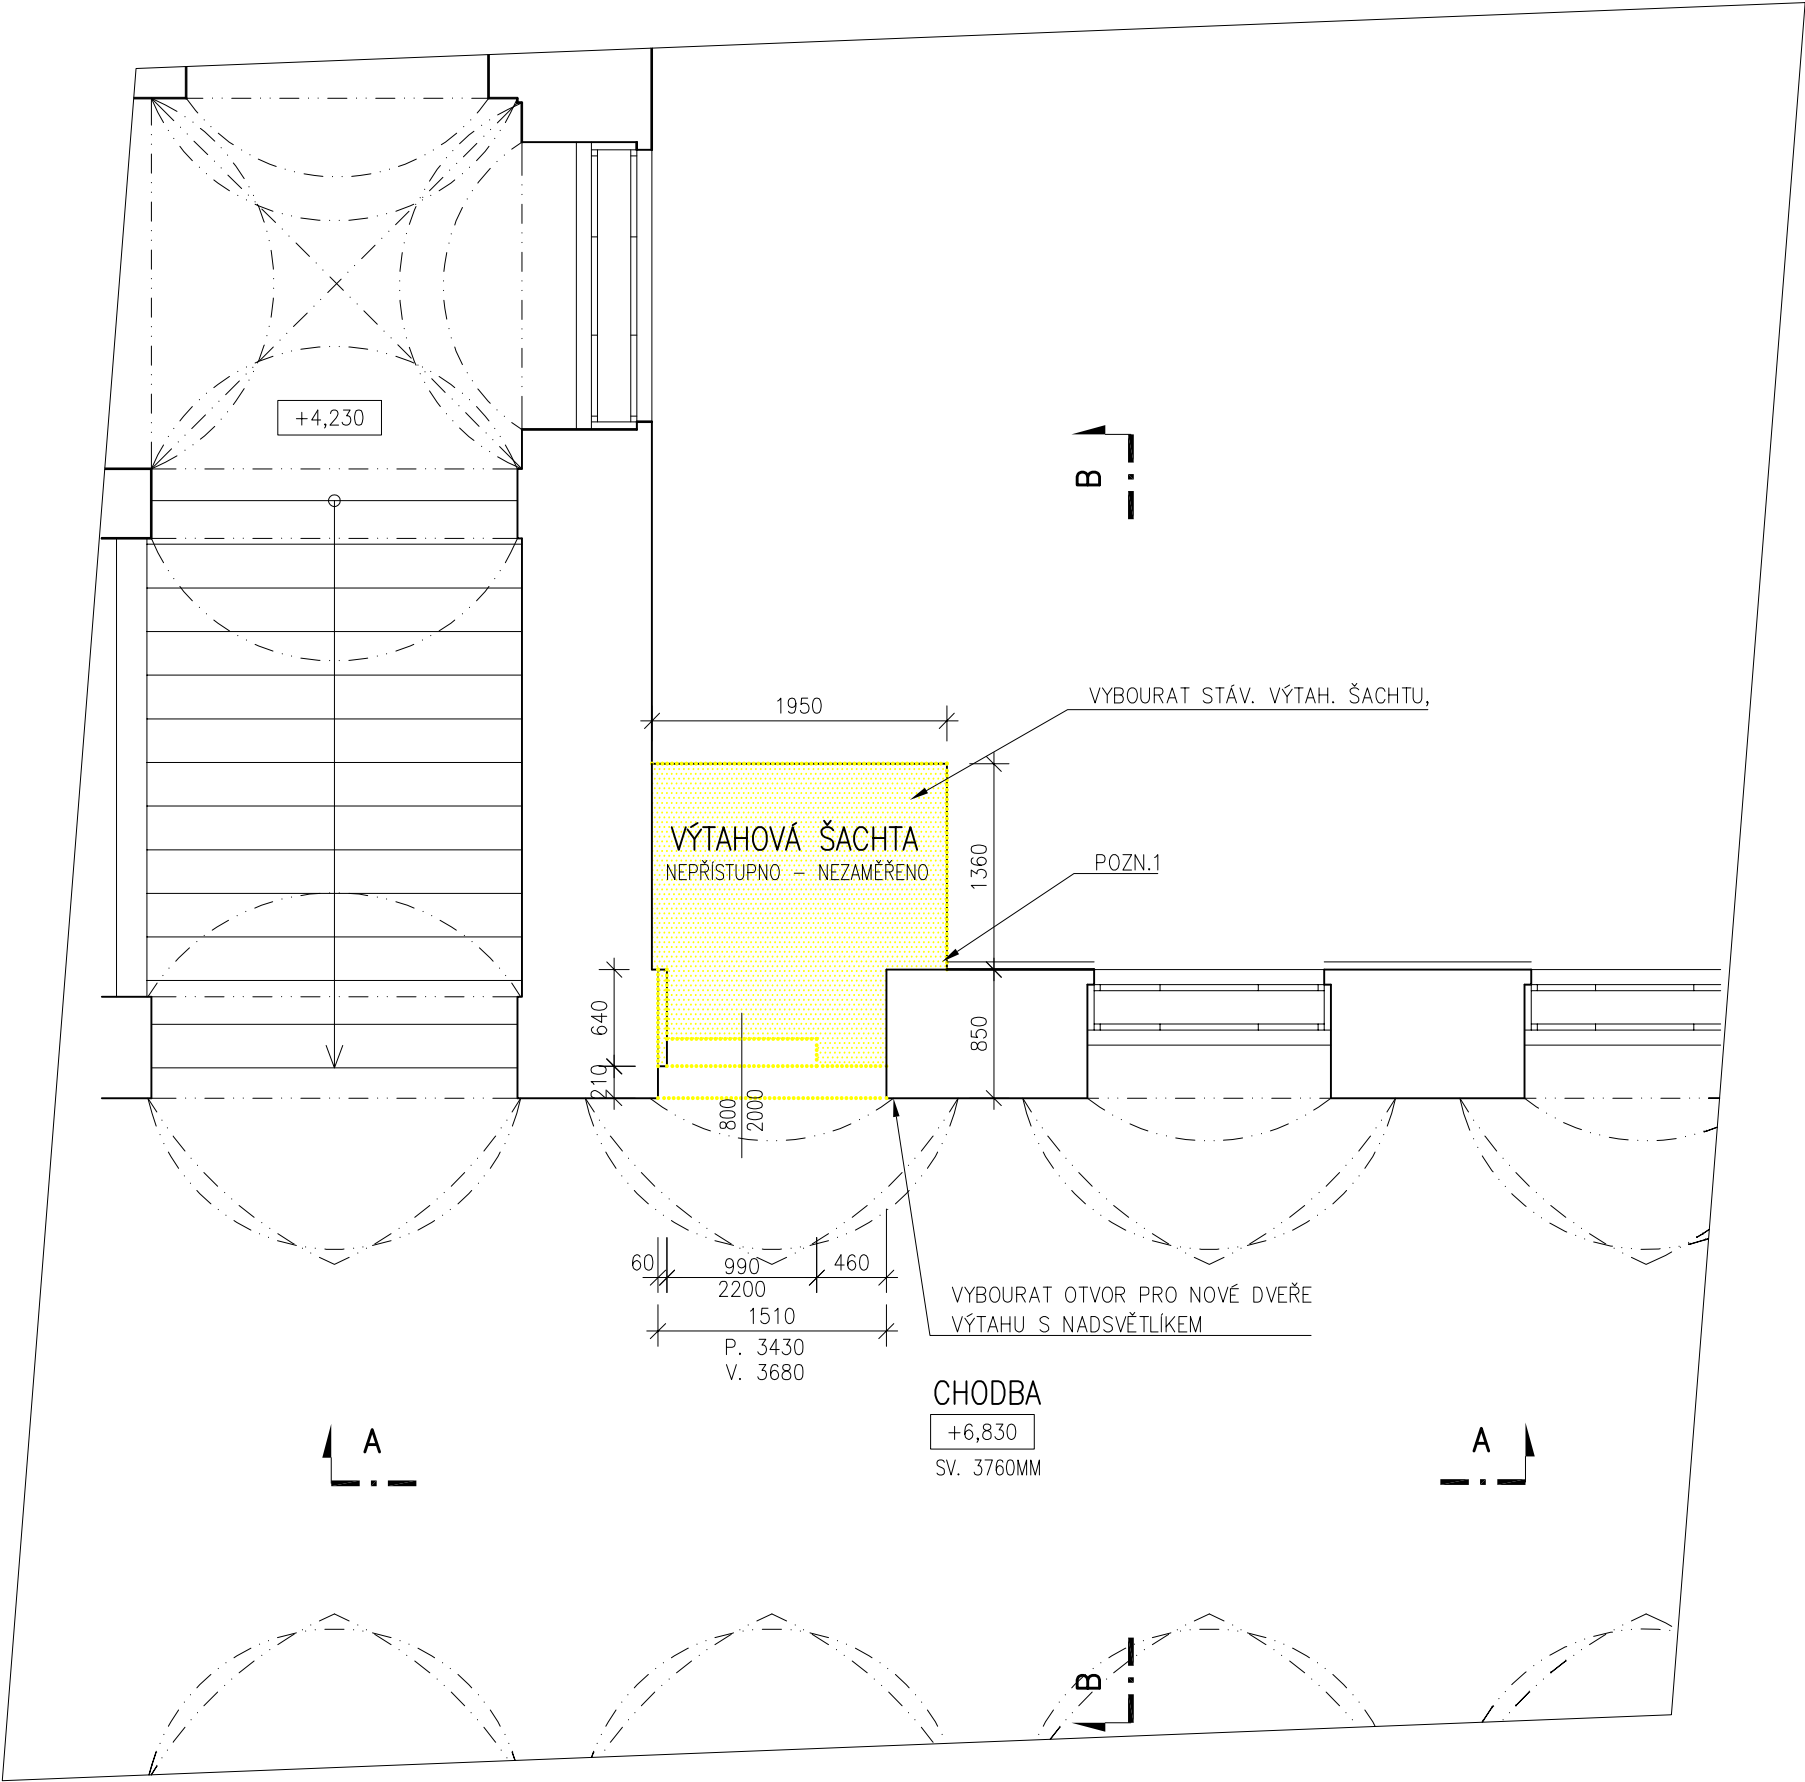 +4,230
B
VYBOURAT STÁV. VÝTAH. ŠACHTU,
1950
VÝTAHOVÁ ŠACHTA
NEPŘÍSTUPNO – NEZAMĚŘENO
1360
POZN.1
640
850
210
800
2000
60
990
460
2200
1510
P. 3430
V. 3680
VYBOURAT OTVOR PRO NOVÉ DVEŘE
VÝTAHU S NADSVĚTLÍKEM
CHODBA
+6,830
SV. 3760MM
A
A
B